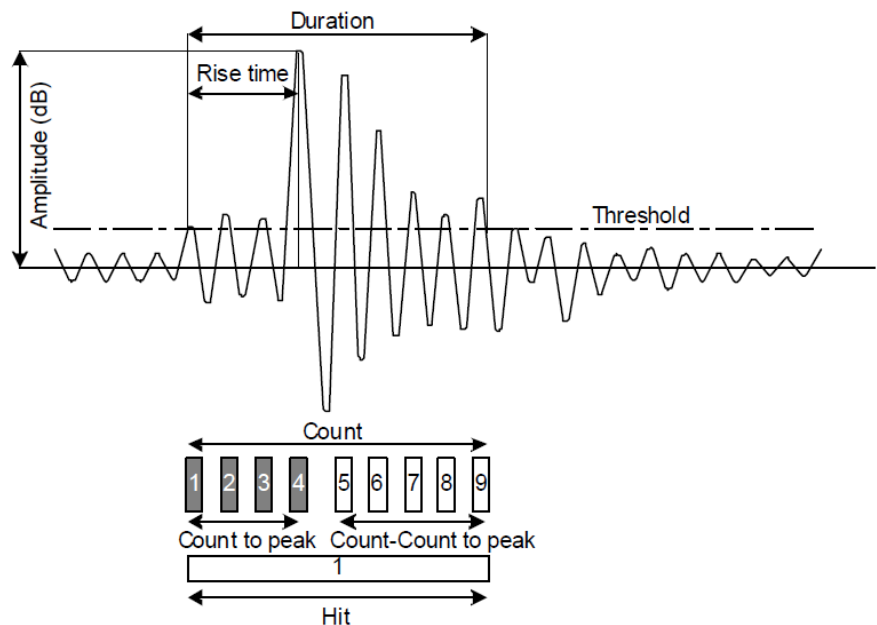 Duration
Rise time
Amplitude (dB)
Threshold
Count
1 2 3 4 5 6 7 8 9
Count to peak Count-Count to peak
1
Hit